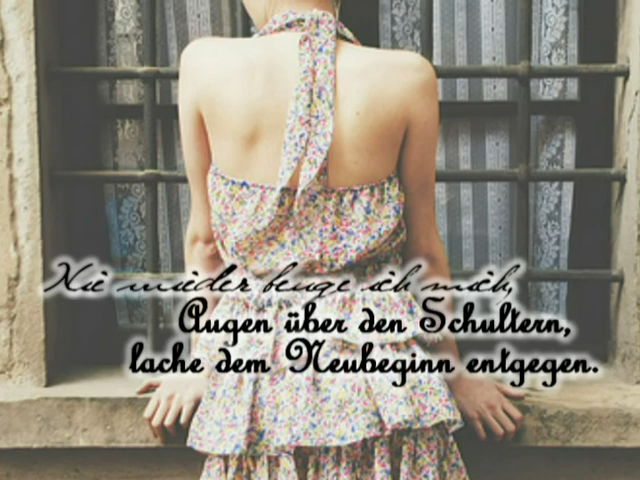 Nie wieder beuge ich mich,
Augen über den Schultern,
lache dem Neubeginn entgegen.